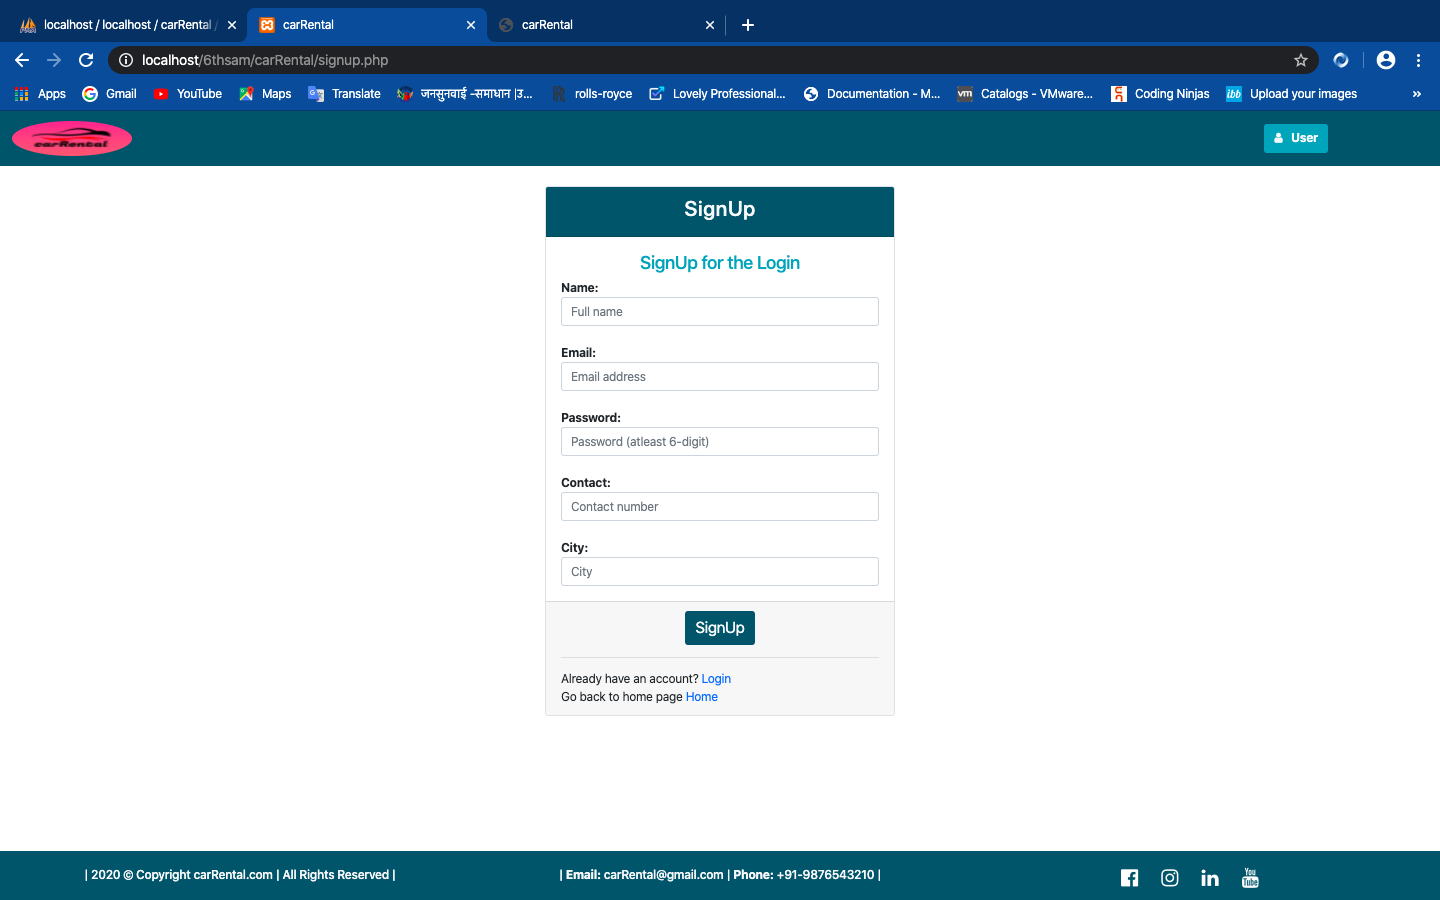 localhost / localhost / carRental /
carRental
carRental
localhost/6thsam/carRental/signup.php
Apps Gmail YouTube Maps Translate जनसुनवाई -समाधान |उ... rolls-royce Lovely Professional... Documentation - M... Catalogs - VMware... Coding Ninjas Upload your images »
carRental
User
SignUp
SignUp for the Login
Name:
Full name
Email:
Email address
Password:
Password (atleast 6-digit)
Contact:
Contact number
City:
City
SignUp
Already have an account? Login
Go back to home page Home
| 2020 © Copyright carRental.com | All Rights Reserved | | Email: carRental@gmail.com | Phone: +91-9876543210 |